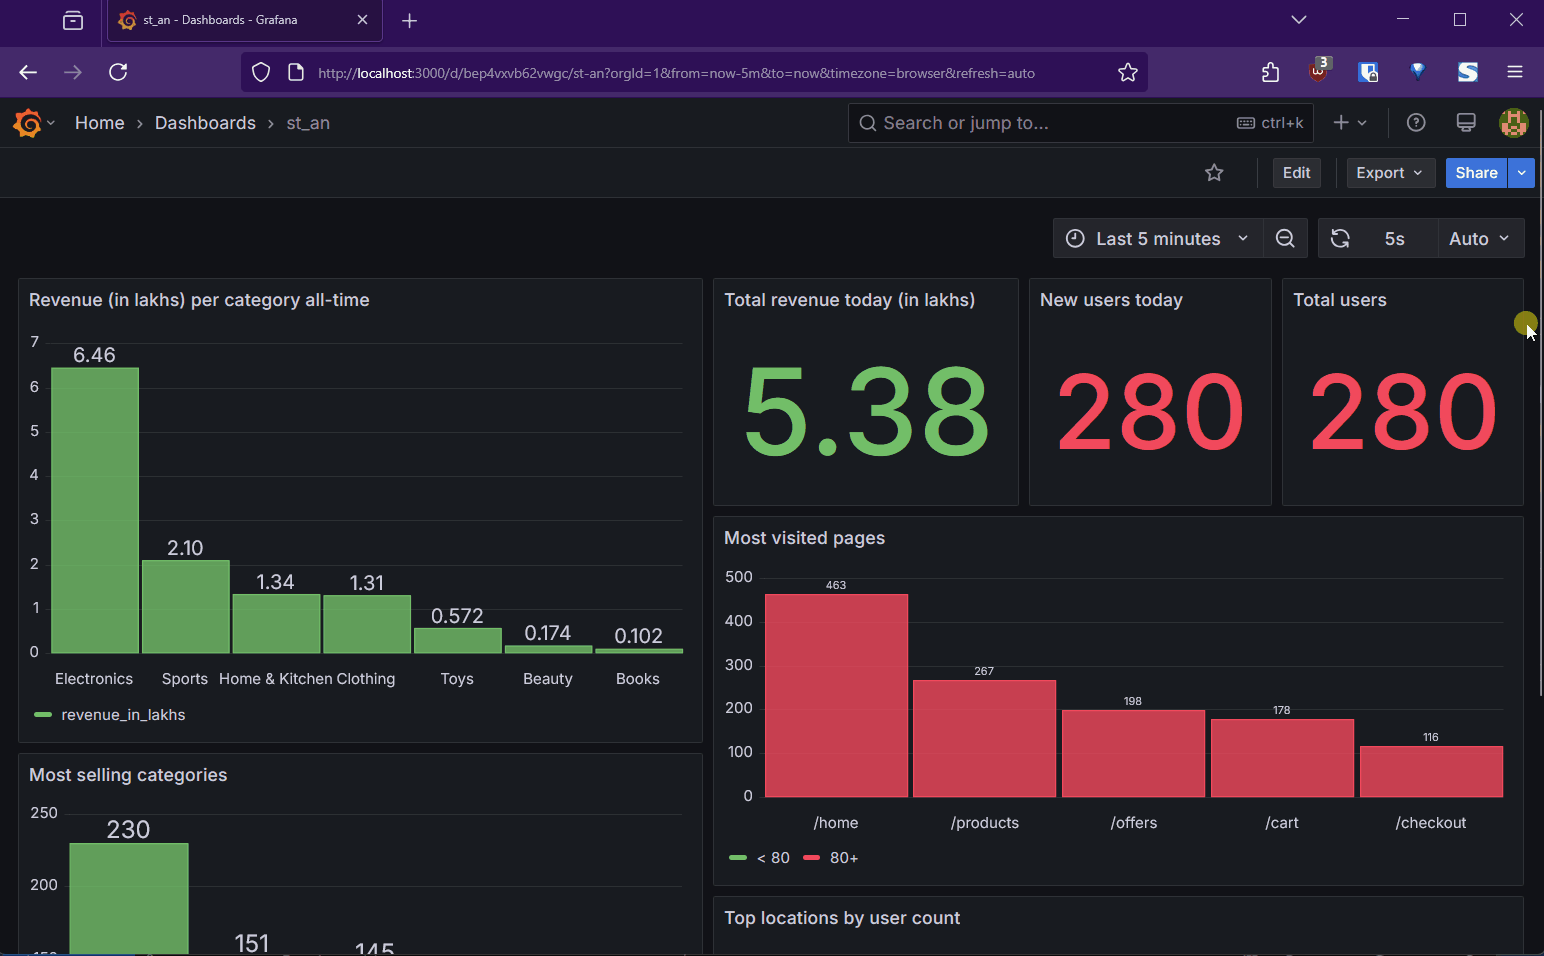 st_an - Dashboards - Grafana
http://localhost:3000/d/bep4vxvb62vwgc/st-an?orgId=1&from=now-5m&to=now&timezone=browser&refresh=auto
3
Home › Dashboards › st_an
Search or jump to...
ctrl+k
Edit
Export
Share
Last 5 minutes
5s
Auto
Revenue (in lakhs) per category all-time
7
6
5
4
3
2
1
0
6.46
2.10
1.34
1.31
0.572
0.174
0.102
Electronics
Sports
Home & Kitchen
Clothing
Toys
Beauty
Books
revenue_in_lakhs
Total revenue today (in lakhs)
5.38
New users today
280
Total users
280
Most visited pages
500
400
300
200
100
0
463
267
198
178
116
/home
/products
/offers
/cart
/checkout
< 80
80+
Most selling categories
250
200
230
151
145
Top locations by user count